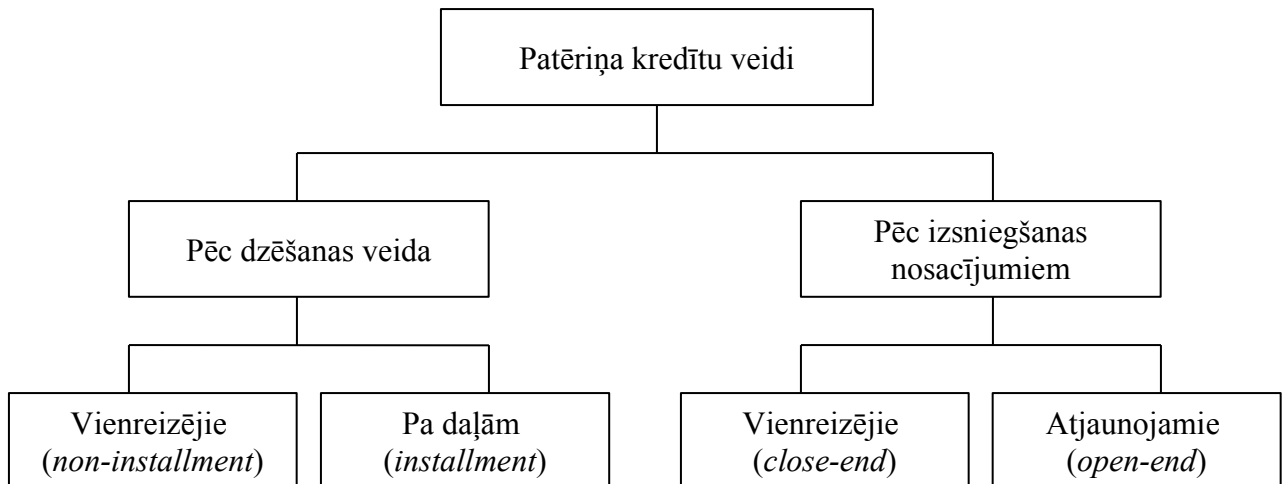 Patēriņa kredītu veidi
Pēc dzēšanas veida
Pēc izsniegšanas
nosacījumiem
Vienreizējie
(non-installment)
Pa daļām
(installment)
Vienreizējie
(close-end)
Atjaunojamie
(open-end)